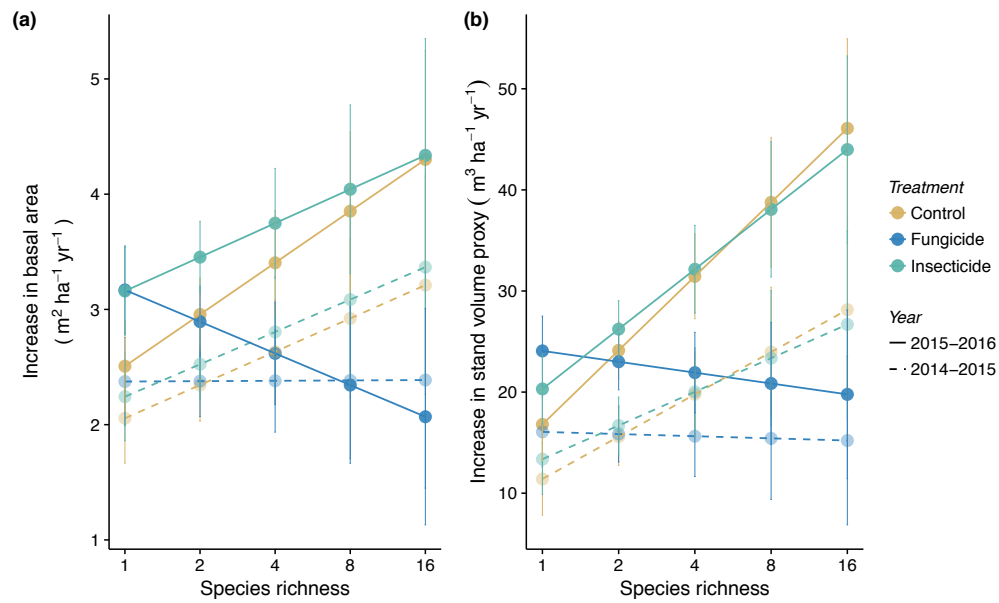 (a)
Increase in basal area
( m² ha⁻¹ yr⁻¹)
5
4
3
2
1
1 2 4 8 16
Species richness
(b)
Increase in stand volume proxy ( m³ ha⁻¹ yr⁻¹)
50
40
30
20
10
1 2 4 8 16
Species richness
Treatment
Control
Fungicide
Insecticide
Year
2015–2016
2014–2015